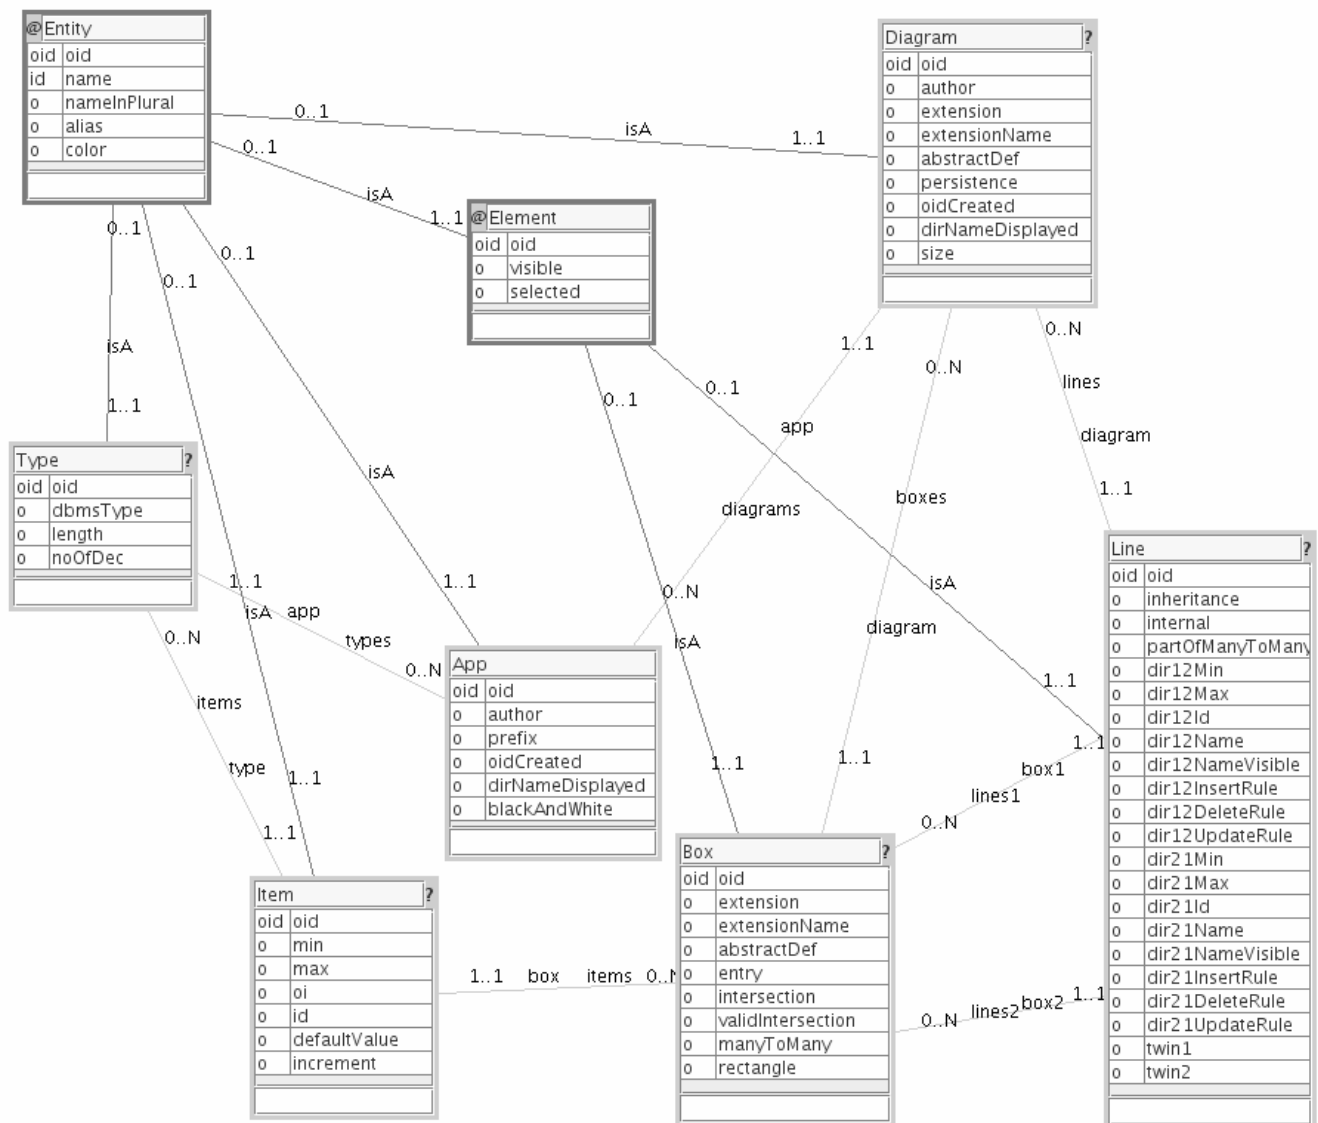 @ Entity
oid oid
id name
o nameInPlural
o alias
o color
Diagram ?
oid oid
o author
o extension
o extensionName
o abstractDef
o persistence
o oidCreated
o dirNameDisplayed
o size
0..1 isA 1..1
0..1 isA 1..1
@ Element
oid oid
o visible
o selected
0..1
isA
1..1
0..1
isA
1..1
0..1
isA
1..1
0..1
isA
1..1
0..1
isA
1..1
1..1
app
diagrams
0..N
0..N
boxes
diagram
1..1
0..N
lines
diagram
1..1
Type ?
oid oid
o dbmsType
o length
o noOfDec
1..1 app types 0..N
0..N
items
type
1..1
App
oid oid
o author
o prefix
o oidCreated
o dirNameDisplayed
o blackAndWhite
Line ?
oid oid
o inheritance
o internal
o partOfManyToMany
o dir12Min
o dir12Max
o dir12Id
o dir12Name
o dir12NameVisible
o dir12InsertRule
o dir12DeleteRule
o dir12UpdateRule
o dir21Min
o dir21Max
o dir21Id
o dir21Name
o dir21NameVisible
o dir21InsertRule
o dir21DeleteRule
o dir21UpdateRule
o twin1
o twin2
0..N lines1 box1 1..1
0..N lines2 box2 1..1
Box ?
oid oid
o extension
o extensionName
o abstractDef
o entry
o intersection
o validIntersection
o manyToMany
o rectangle
Item ?
oid oid
o min
o max
o oi
o id
o defaultValue
o increment
1..1 box items 0..N